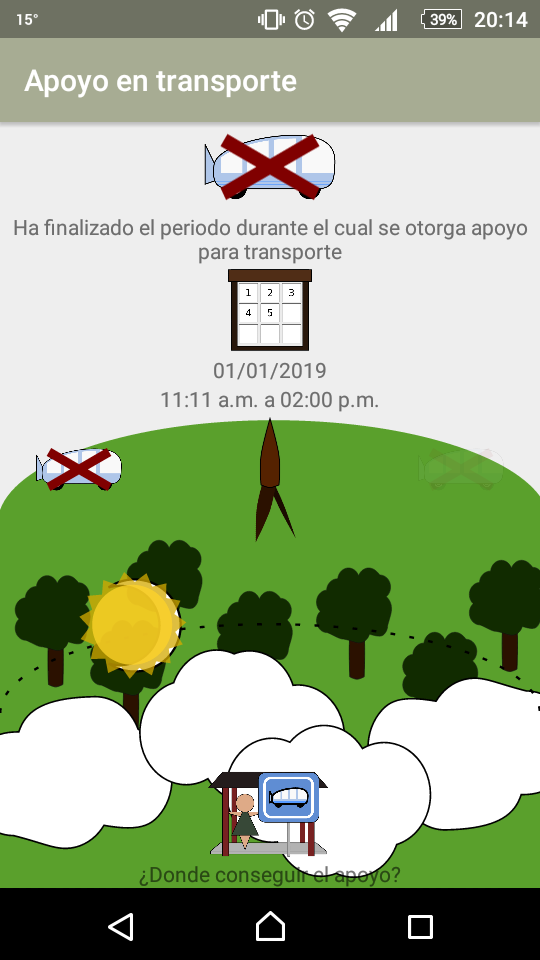 15°
39%
20:14
Apoyo en transporte
Ha finalizado el periodo durante el cual se otorga apoyo
para transporte
1 2 3
4 5
01/01/2019
11:11 a.m. a 02:00 p.m.
¿Donde conseguir el apoyo?